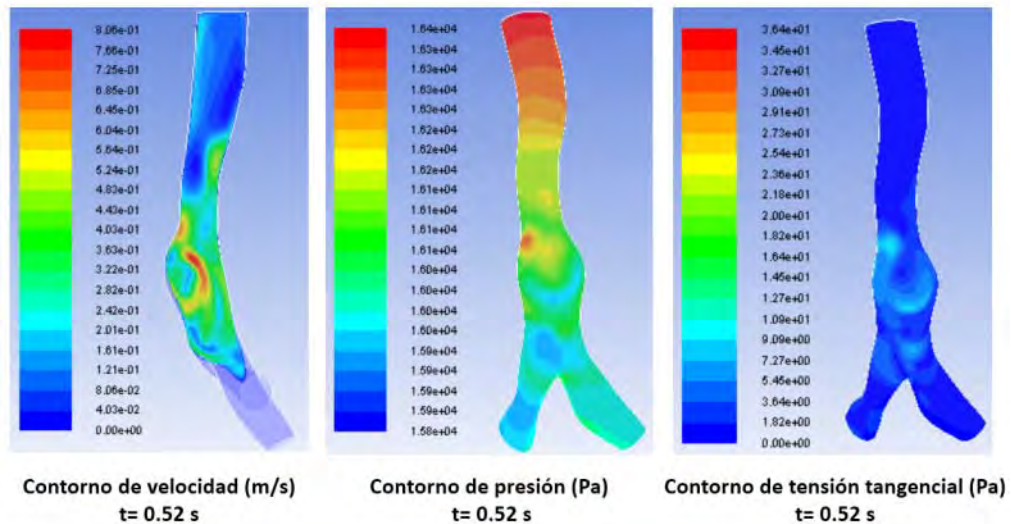 8.06e-01
7.66e-01
7.25e-01
6.85e-01
6.45e-01
6.04e-01
5.64e-01
5.24e-01
4.83e-01
4.43e-01
4.03e-01
3.63e-01
3.22e-01
2.82e-01
2.42e-01
2.01e-01
1.61e-01
1.21e-01
8.06e-02
4.03e-02
0.00e+00
Contorno de velocidad (m/s)
t= 0.52 s
1.64e+04
1.63e+04
1.63e+04
1.63e+04
1.63e+04
1.62e+04
1.62e+04
1.62e+04
1.61e+04
1.61e+04
1.61e+04
1.60e+04
1.60e+04
1.60e+04
1.60e+04
1.59e+04
1.59e+04
1.59e+04
1.58e+04
Contorno de presión (Pa)
t= 0.52 s
3.64e+01
3.45e+01
3.27e+01
3.09e+01
2.91e+01
2.73e+01
2.54e+01
2.36e+01
2.18e+01
2.00e+01
1.82e+01
1.64e+01
1.45e+01
1.27e+01
1.09e+01
9.09e+00
7.27e+00
5.45e+00
3.64e+00
1.82e+00
0.00e+00
Contorno de tensión tangencial (Pa)
t= 0.52 s